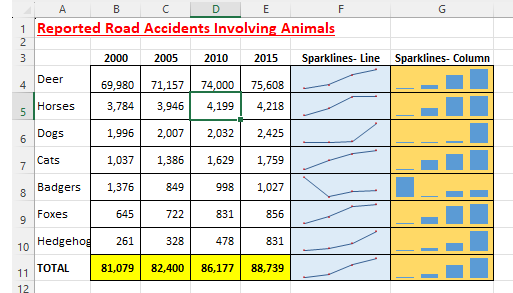 A B C D E F G
1 Reported Road Accidents Involving Animals
2
3 2000 2005 2010 2015 Sparklines- Line Sparklines- Column
4 Deer 69,980 71,157 74,000 75,608
5 Horses 3,784 3,946 4,199 4,218
6 Dogs 1,996 2,007 2,032 2,425
7 Cats 1,037 1,386 1,629 1,759
8 Badgers 1,376 849 998 1,027
9 Foxes 645 722 831 856
10 Hedgehog 261 328 478 831
11 TOTAL 81,079 82,400 86,177 88,739
12